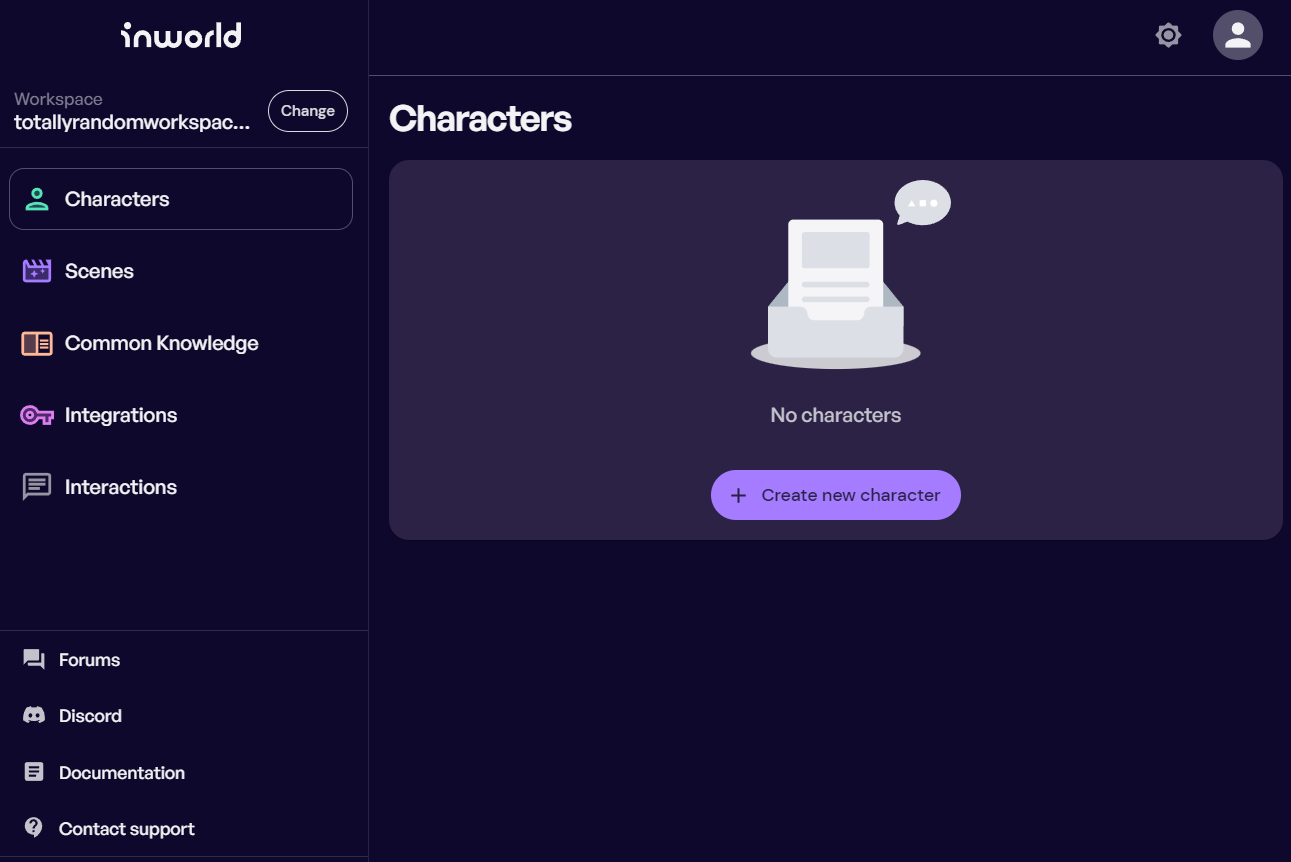 inworld
Workspace
totallyrandomworkspac...
Change
Characters
Scenes
Common Knowledge
Integrations
Interactions
Forums
Discord
Documentation
Contact support
Characters
No characters
+ Create new character